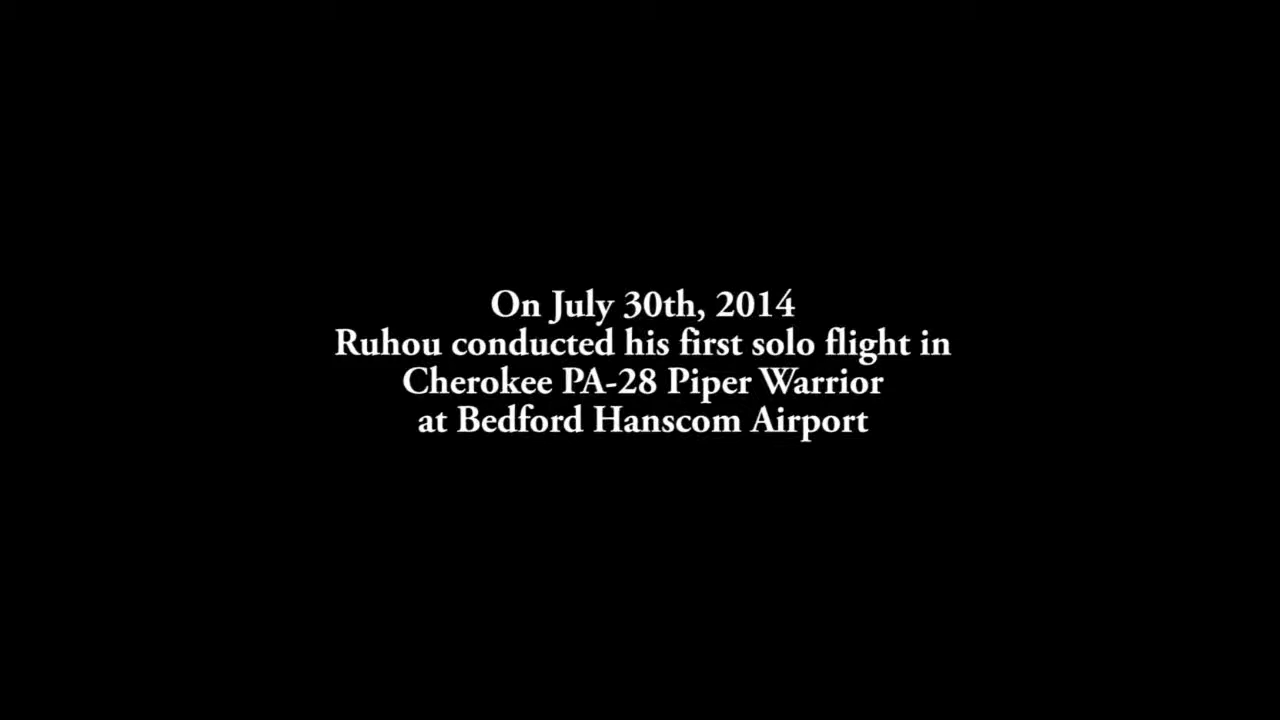 On July 30th, 2014
Ruhou conducted his first solo flight in
Cherokee PA-28 Piper Warrior
at Bedford Hanscom Airport